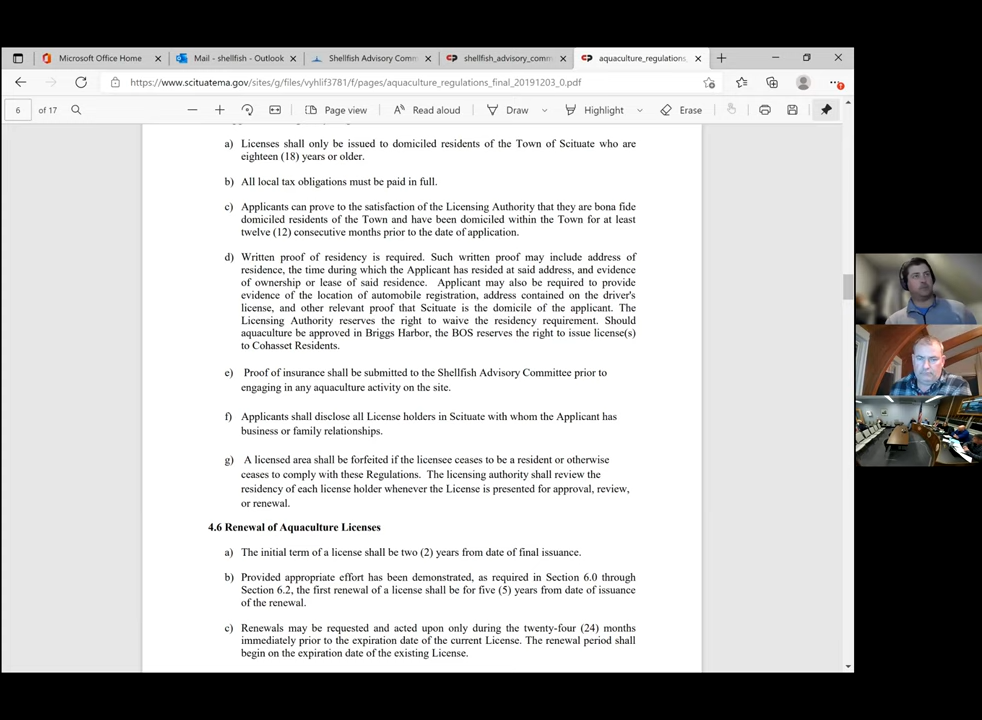 Microsoft Office Home
Mail - shellfish - Outlook
Shellfish Advisory Comm
shellfish_advisory_comm
aquaculture_regulations
https://www.scituatema.gov/sites/g/files/vyhlif3781/f/pages/aquaculture_regulations_final_20191203_0.pdf
6 of 17
Page view
Read aloud
Draw
Highlight
Erase
a) Licenses shall only be issued to domiciled residents of the Town of Scituate who are
eighteen (18) years or older.
b) All local tax obligations must be paid in full.
c) Applicants can prove to the satisfaction of the Licensing Authority that they are bona fide
domiciled residents of the Town and have been domiciled within the Town for at least
twelve (12) consecutive months prior to the date of application.
d) Written proof of residency is required. Such written proof may include address of
residence, the time during which the Applicant has resided at said address, and evidence
of ownership or lease of said residence. Applicant may also be required to provide
evidence of the location of automobile registration, address contained on the driver's
license, and other relevant proof that Scituate is the domicile of the applicant. The
Licensing Authority reserves the right to waive the residency requirement. Should
aquaculture be approved in Briggs Harbor, the BOS reserves the right to issue license(s)
to Cohasset Residents.
e) Proof of insurance shall be submitted to the Shellfish Advisory Committee prior to
engaging in any aquaculture activity on the site.
f) Applicants shall disclose all License holders in Scituate with whom the Applicant has
business or family relationships.
g) A licensed area shall be forfeited if the licensee ceases to be a resident or otherwise
ceases to comply with these Regulations. The licensing authority shall review the
residency of each license holder whenever the License is presented for approval, review,
or renewal.
4.6 Renewal of Aquaculture Licenses
a) The initial term of a license shall be two (2) years from date of final issuance.
b) Provided appropriate effort has been demonstrated, as required in Section 6.0 through
Section 6.2, the first renewal of a license shall be for five (5) years from date of issuance
of the renewal.
c) Renewals may be requested and acted upon only during the twenty-four (24) months
immediately prior to the expiration date of the current License. The renewal period shall
begin on the expiration date of the existing License.